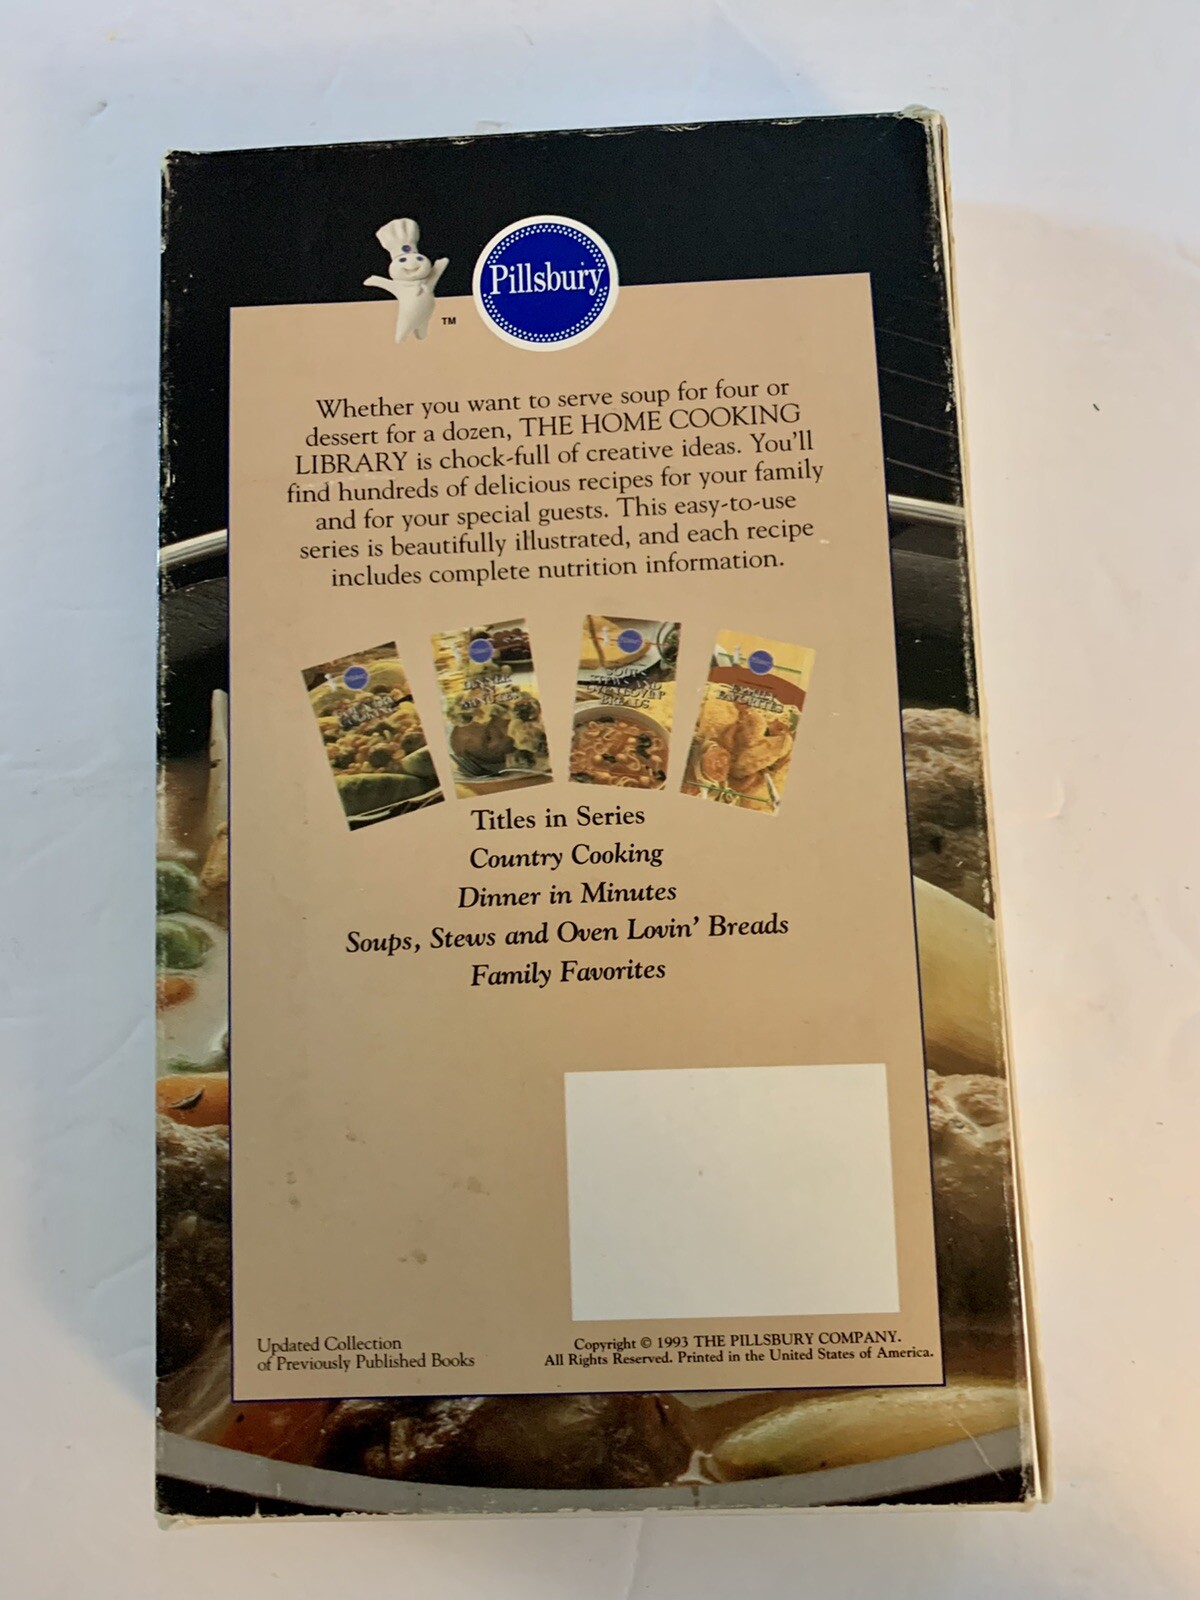 Pillsbury
TM
Whether you want to serve soup for four or
dessert for a dozen, THE HOME COOKING
LIBRARY is chock-full of creative ideas. You'll
find hundreds of delicious recipes for your family
and for your special guests. This easy-to-use
series is beautifully illustrated, and each recipe
includes complete nutrition information.
Titles in Series
Country Cooking
Dinner in Minutes
Soups, Stews and Oven Lovin' Breads
Family Favorites
Updated Collection
of Previously Published Books
Copyright © 1993 THE PILLSBURY COMPANY.
All Rights Reserved. Printed in the United States of America.